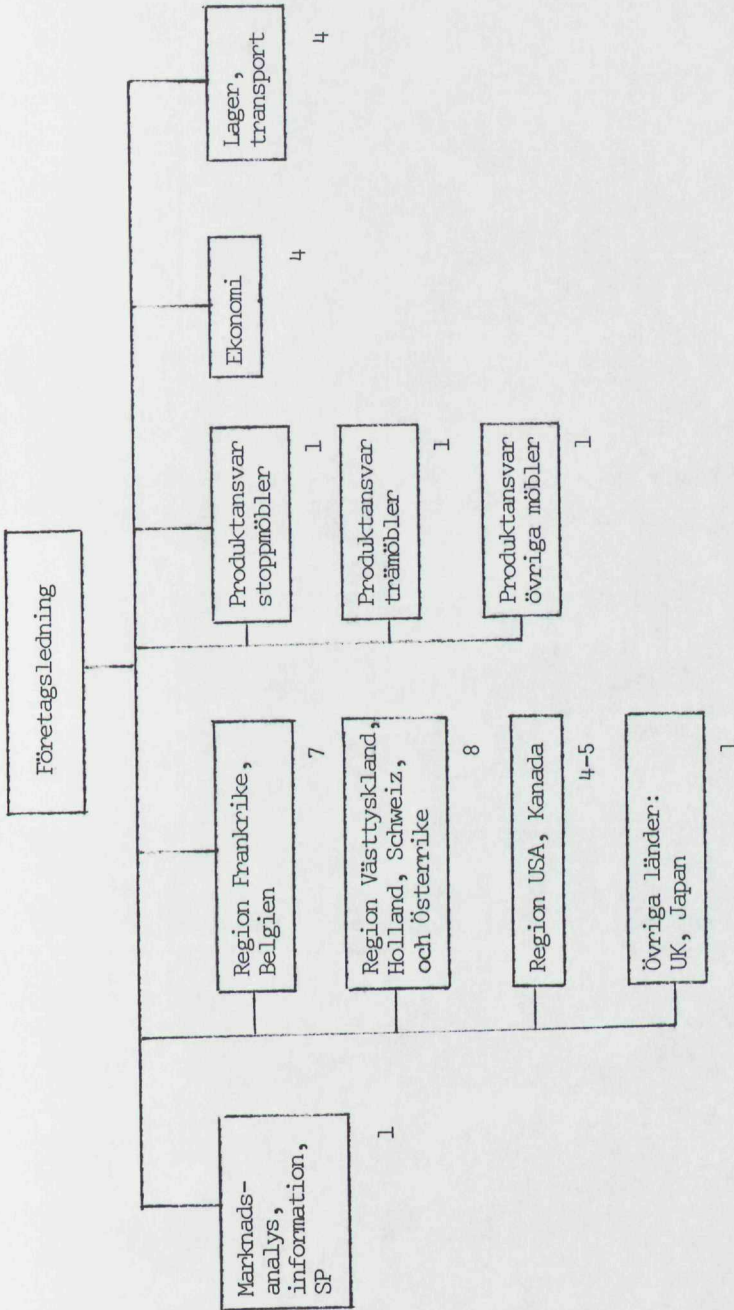 Företagsledning
Marknads-
analys,
information,
SP
1
Region Frankrike,
Belgien
7
Region Västtyskland,
Holland, Schweiz,
och Österrike
8
Region USA, Kanada
4-5
Övriga länder:
UK, Japan
1
Produktansvar
stoppmöbler
1
Produktansvar
trämöbler
1
Produktansvar
övriga möbler
1
Ekonomi
4
Lager,
transport
4